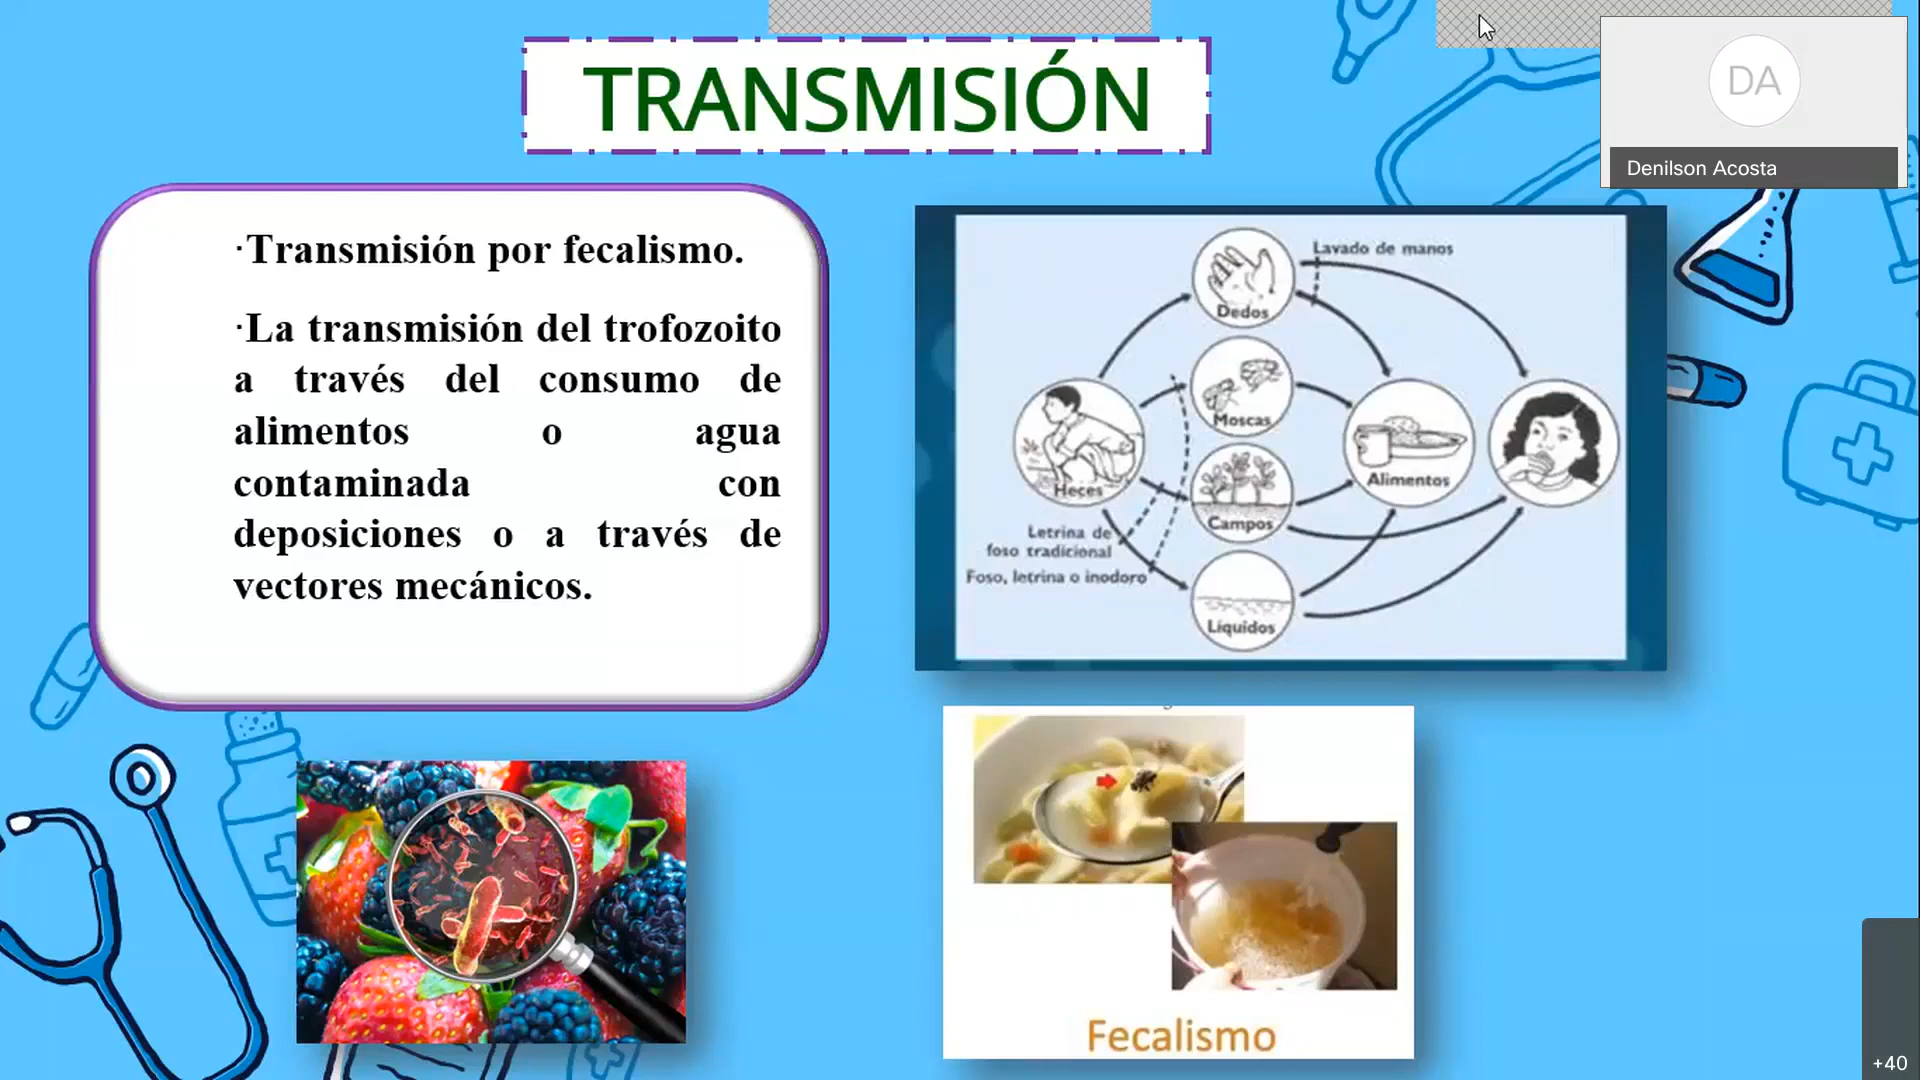 TRANSMISIÓN
DA
Denilson Acosta
·Transmisión por fecalismo.
·La transmisión del trofozoito
a través del consumo de
alimentos o agua
contaminada con
deposiciones o a través de
vectores mecánicos.
Lavado de manos
Dedos
Moscas
Heces
Alimentos
Campos
Letrina de
foso tradicional
Foso, letrina o inodoro
Líquidos
Fecalismo
+40